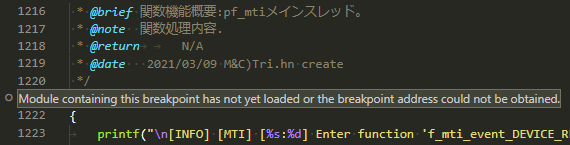 1216 * @brief 関数機能概要:pf_mtiメインスレッド。
1217 * @note 関数処理内容.
1218 * @return → → N/A
1219 * @date 2021/03/09 M&C)Tri.hn create
1220 */
Module containing this breakpoint has not yet loaded or the breakpoint address could not be obtained.
1222 {
1223 → printf("\n[INFO] [MTI] [%s:%d] Enter function 'f_mti_event_DEVICE_R